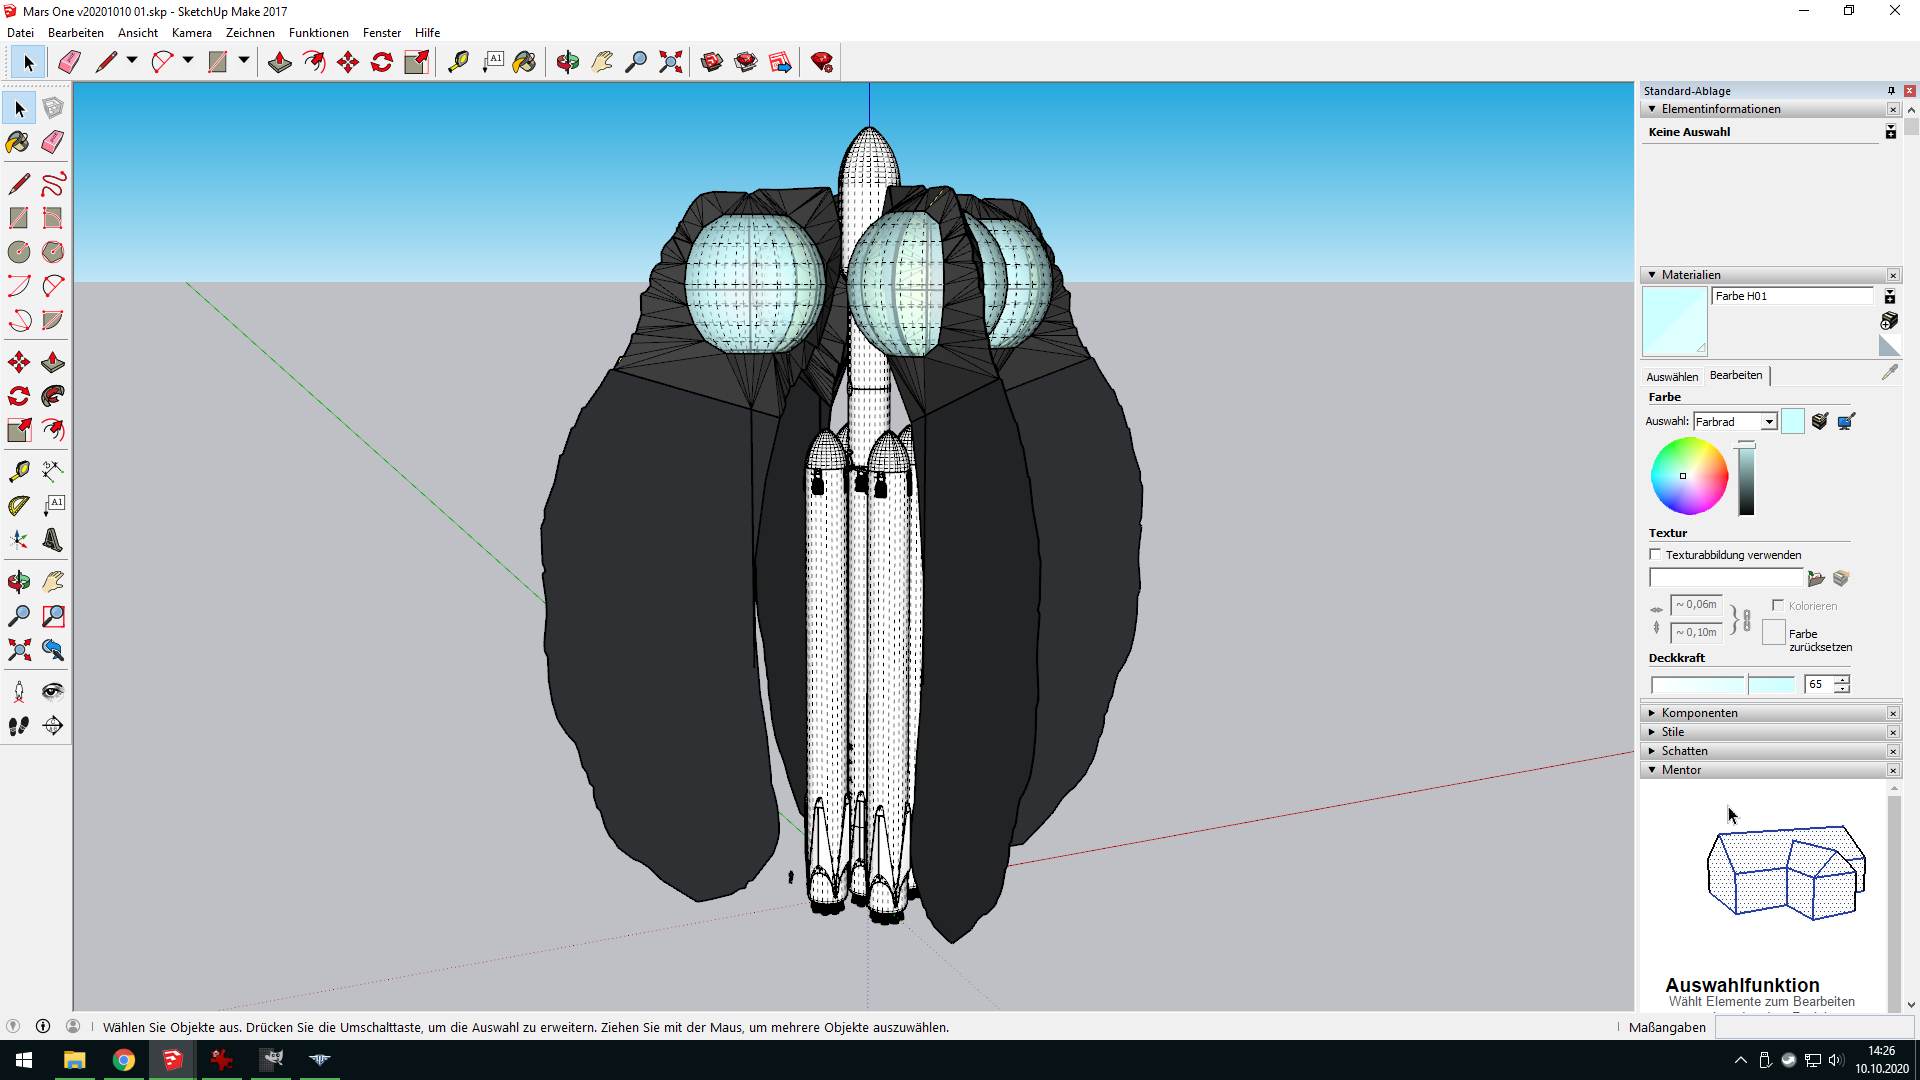 Mars One v20201010 01.skp - SketchUp Make 2017
Datei Bearbeiten Ansicht Kamera Zeichnen Funktionen Fenster Hilfe
A1
A1
Standard-Ablage
Elementinformationen
Keine Auswahl
Materialien
Farbe H01
Auswählen Bearbeiten
Farbe
Auswahl: Farbrad
Textur
Texturabbildung verwenden
~ 0,06m Kolorieren
~ 0,10m Farbe
zurücksetzen
Deckkraft
65
Komponenten
Stile
Schatten
Mentor
Auswahlfunktion
Wählt Elemente zum Bearbeiten
Wählen Sie Objekte aus. Drücken Sie die Umschalttaste, um die Auswahl zu erweitern. Ziehen Sie mit der Maus, um mehrere Objekte auszuwählen.
Maßangaben
14:26
10.10.2020